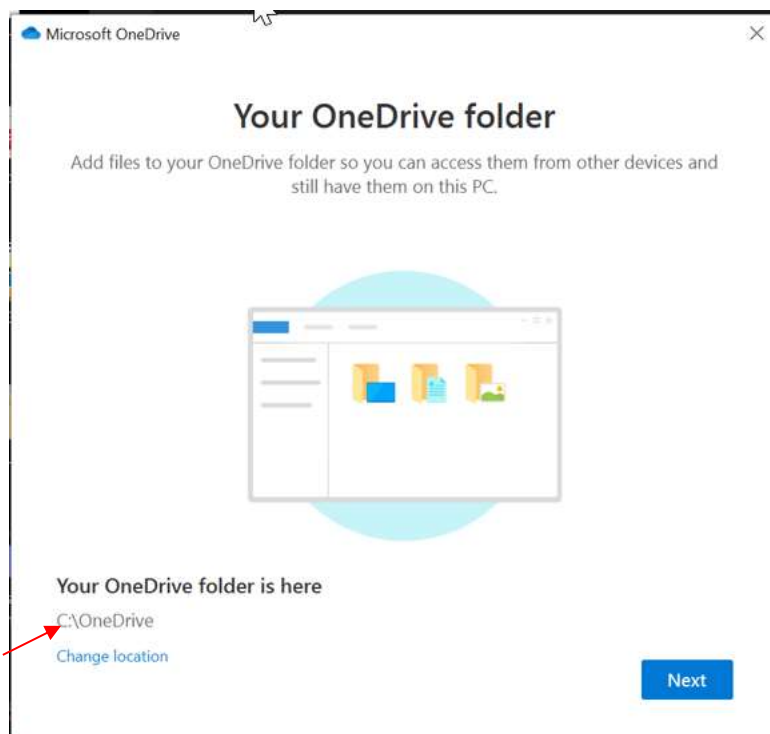 Microsoft OneDrive
Your OneDrive folder
Add files to your OneDrive folder so you can access them from other devices and
still have them on this PC.
Your OneDrive folder is here
C:\OneDrive
Change location
Next